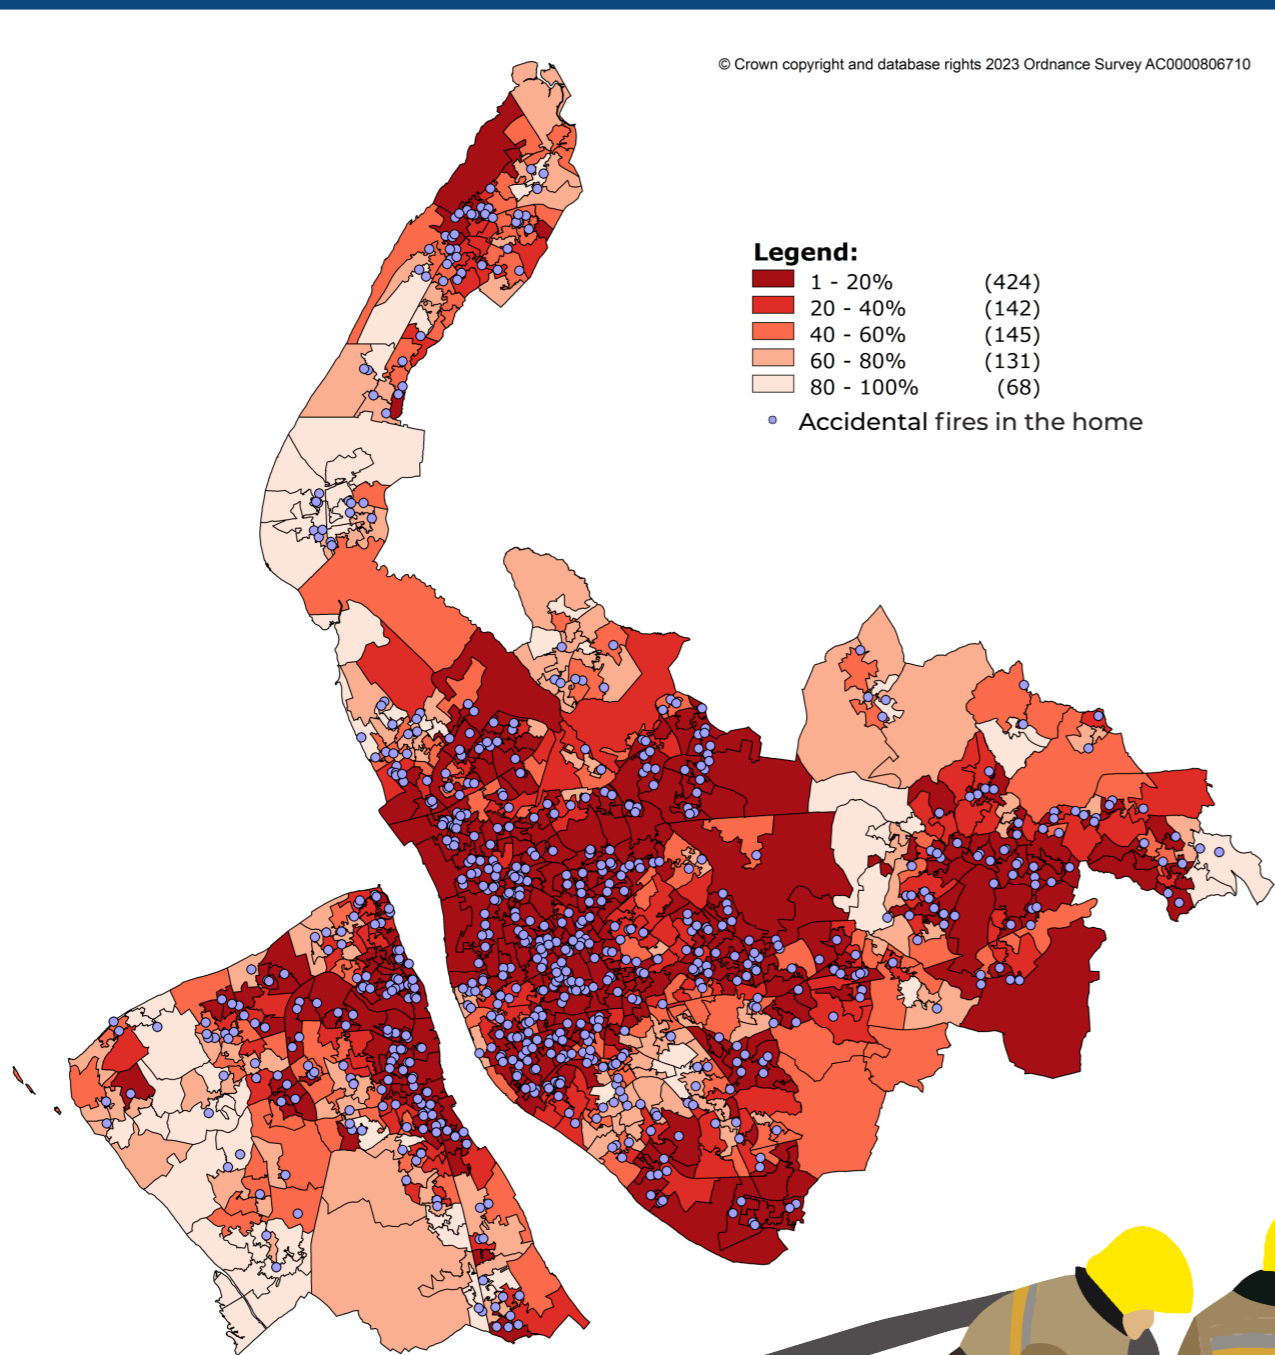 © Crown copyright and database rights 2023 Ordnance Survey AC0000806710
Legend:
1 - 20% (424)
20 - 40% (142)
40 - 60% (145)
60 - 80% (131)
80 - 100% (68)
Accidental fires in the home